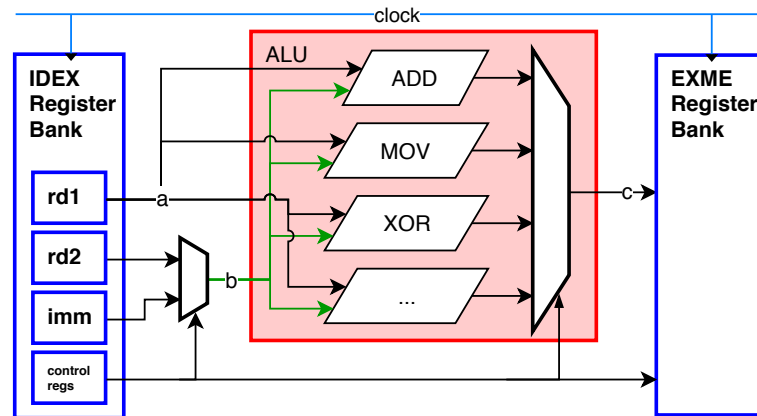 clock
IDEX
Register
Bank
ALU
ADD
EXME
Register
Bank
MOV
rd1
a
XOR
c
rd2
b
imm
...
control
regs